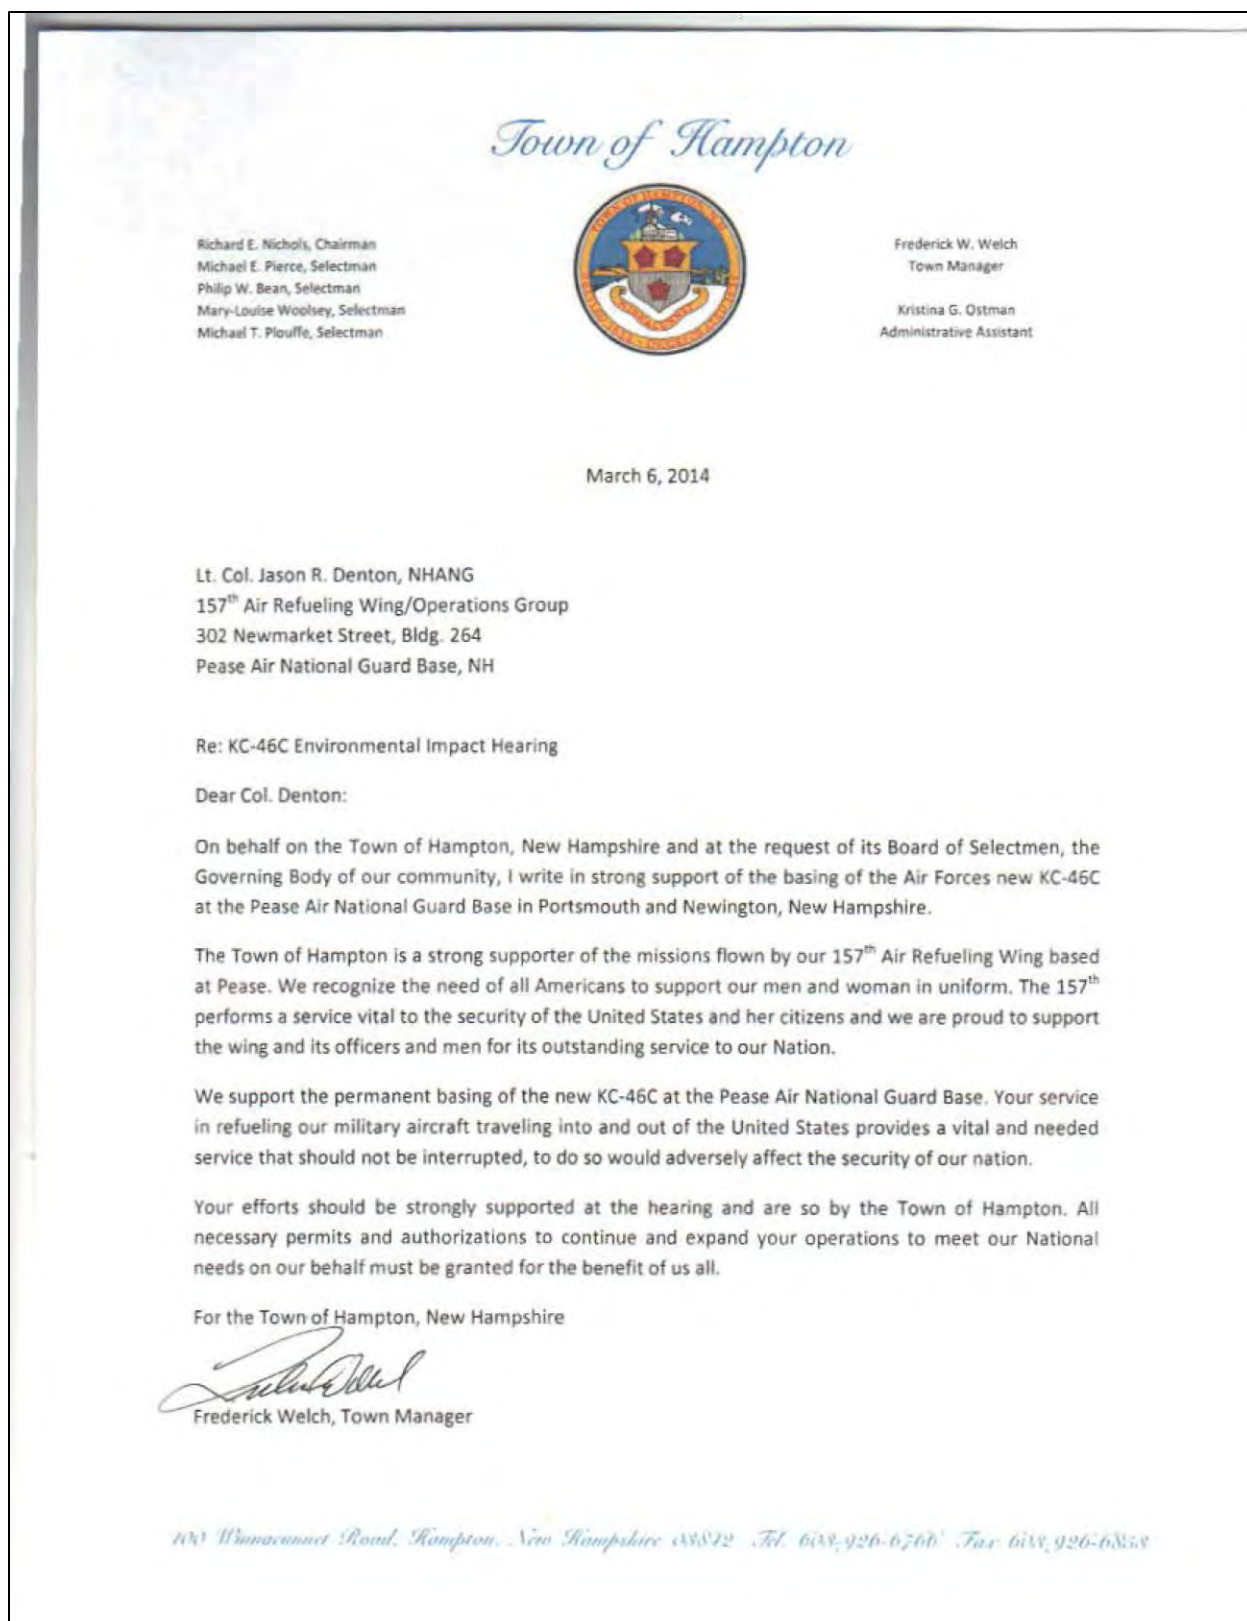 Town of Hampton
TOWN OF HAMPTON, N.H.
Richard E. Nichols, Chairman
Michael E. Pierce, Selectman
Philip W. Bean, Selectman
Mary-Louise Woolsey, Selectman
Michael T. Plouffe, Selectman
Frederick W. Welch
Town Manager
Kristina G. Ostman
Administrative Assistant
March 6, 2014
Lt. Col. Jason R. Denton, NHANG
157th Air Refueling Wing/Operations Group
302 Newmarket Street, Bldg. 264
Pease Air National Guard Base, NH
Re: KC-46C Environmental Impact Hearing
Dear Col. Denton:
On behalf on the Town of Hampton, New Hampshire and at the request of its Board of Selectmen, the
Governing Body of our community, I write in strong support of the basing of the Air Forces new KC-46C
at the Pease Air National Guard Base in Portsmouth and Newington, New Hampshire.
The Town of Hampton is a strong supporter of the missions flown by our 157th Air Refueling Wing based
at Pease. We recognize the need of all Americans to support our men and woman in uniform. The 157th
performs a service vital to the security of the United States and her citizens and we are proud to support
the wing and its officers and men for its outstanding service to our Nation.
We support the permanent basing of the new KC-46C at the Pease Air National Guard Base. Your service
in refueling our military aircraft traveling into and out of the United States provides a vital and needed
service that should not be interrupted, to do so would adversely affect the security of our nation.
Your efforts should be strongly supported at the hearing and are so by the Town of Hampton. All
necessary permits and authorizations to continue and expand your operations to meet our National
needs on our behalf must be granted for the benefit of us all.
For the Town of Hampton, New Hampshire
Frederick Welch, Town Manager
100 Winnacunnet Road, Hampton, New Hampshire 03842 Tel. 603-926-6766 Fax 603-926-6853